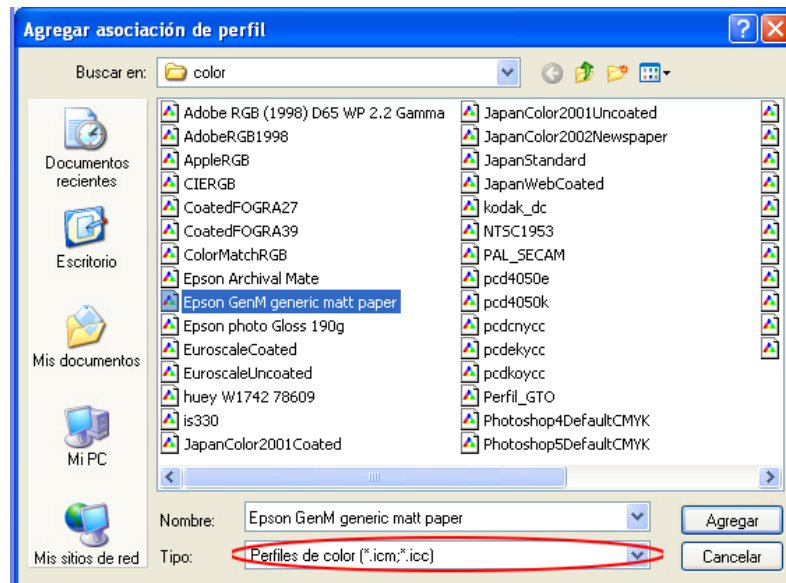 Agregar asociación de perfil
Buscar en:
color
Documentos
recientes
Escritorio
Mis documentos
Mi PC
Mis sitios de red
Adobe RGB (1998) D65 WP 2.2 Gamma
AdobeRGB1998
AppleRGB
CIERGB
CoatedFOGRA27
CoatedFOGRA39
ColorMatchRGB
Epson Archival Mate
Epson GenM generic matt paper
Epson photo Gloss 190g
EuroscaleCoated
EuroscaleUncoated
huey W1742 78609
is330
JapanColor2001Coated
JapanColor2001Uncoated
JapanColor2002Newspaper
JapanStandard
JapanWebCoated
kodak_dc
NTSC1953
PAL_SECAM
pcd4050e
pcd4050k
pcdcnycc
pcdekycc
pcdkoycc
Perfil_GTO
Photoshop4DefaultCMYK
Photoshop5DefaultCMYK
Nombre:
Epson GenM generic matt paper
Agregar
Tipo:
Perfiles de color (*.icm;*.icc)
Cancelar